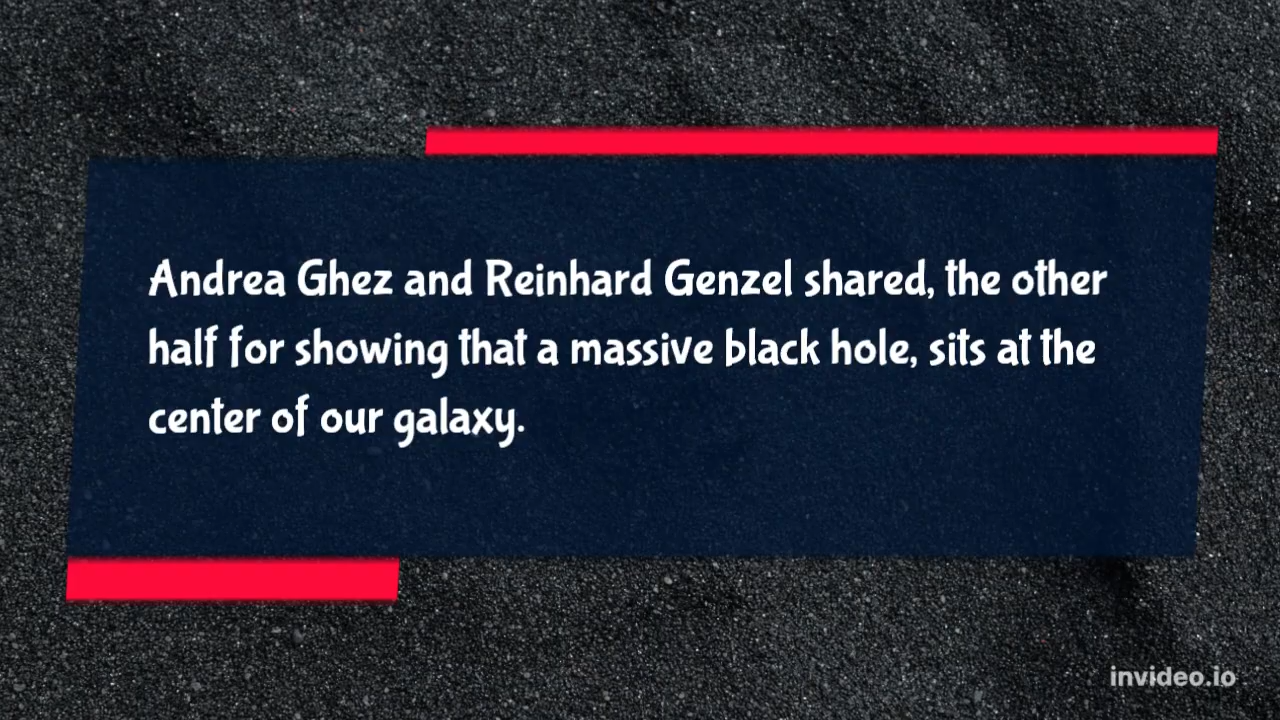 Andrea Ghez and Reinhard Genzel shared, the other
half for showing that a massive black hole, sits at the
center of our galaxy.
invideo.io